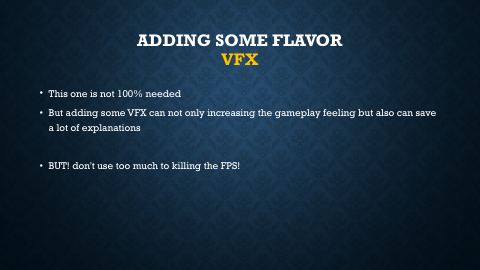 ADDING SOME FLAVOR
VFX
• This one is not 100% needed
• But adding some VFX can not only increasing the gameplay feeling but also can save
a lot of explanations
• BUT! don't use too much to killing the FPS!